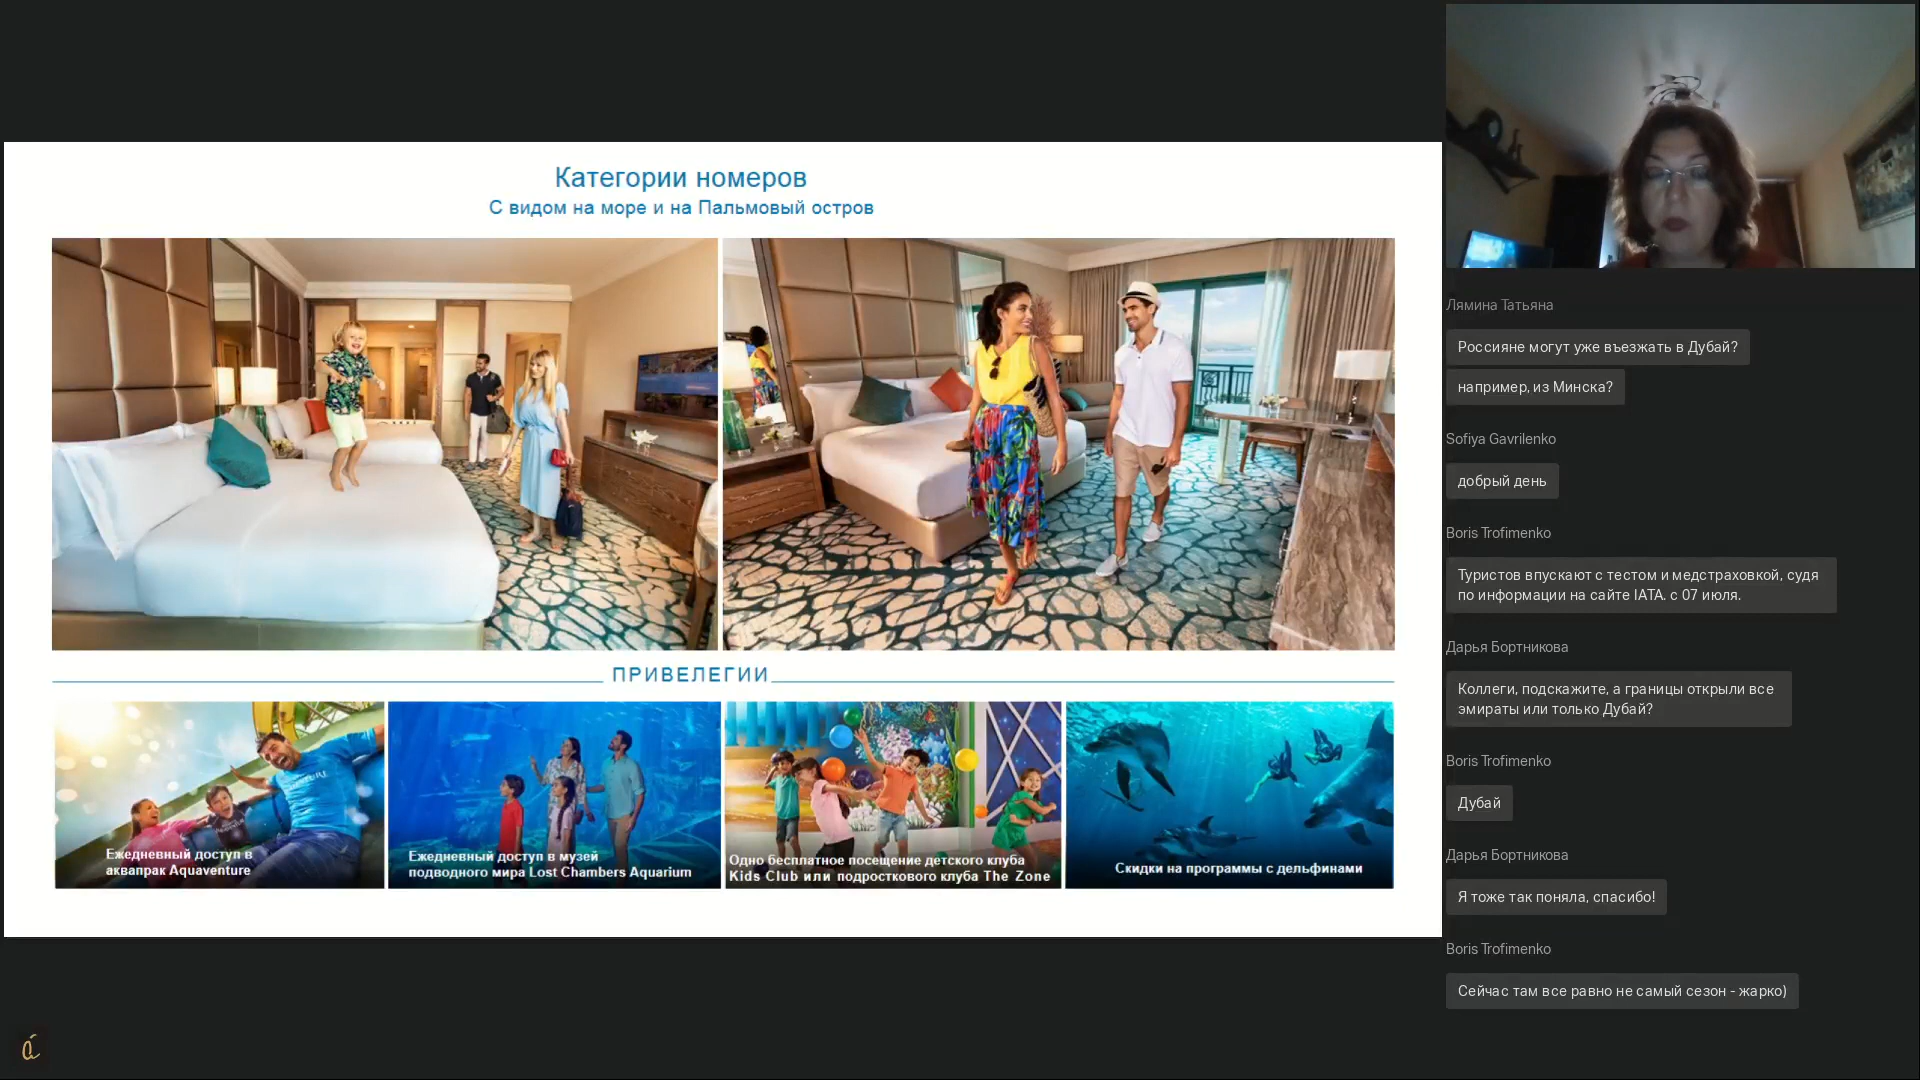 Категории номеров
С видом на море и на Пальмовый остров
ПРИВЕЛЕГИИ
Ежедневный доступ в
аквапрак Aquaventure
Ежедневный доступ в музей
подводного мира Lost Chambers Aquarium
Одно бесплатное посещение детского клуба
Kids Club или подросткового клуба The Zone
Скидки на программы с дельфинами
Лямина Татьяна
Россияне могут уже въезжать в Дубай?
например, из Минска?
Sofiya Gavrilenko
добрый день
Boris Trofimenko
Туристов впускают с тестом и медстраховкой, судя
по информации на сайте IATA. с 07 июля.
Дарья Бортникова
Коллеги, подскажите, а границы открыли все
эмираты или только Дубай?
Boris Trofimenko
Дубай
Дарья Бортникова
Я тоже так поняла, спасибо!
Boris Trofimenko
Сейчас там все равно не самый сезон - жарко)